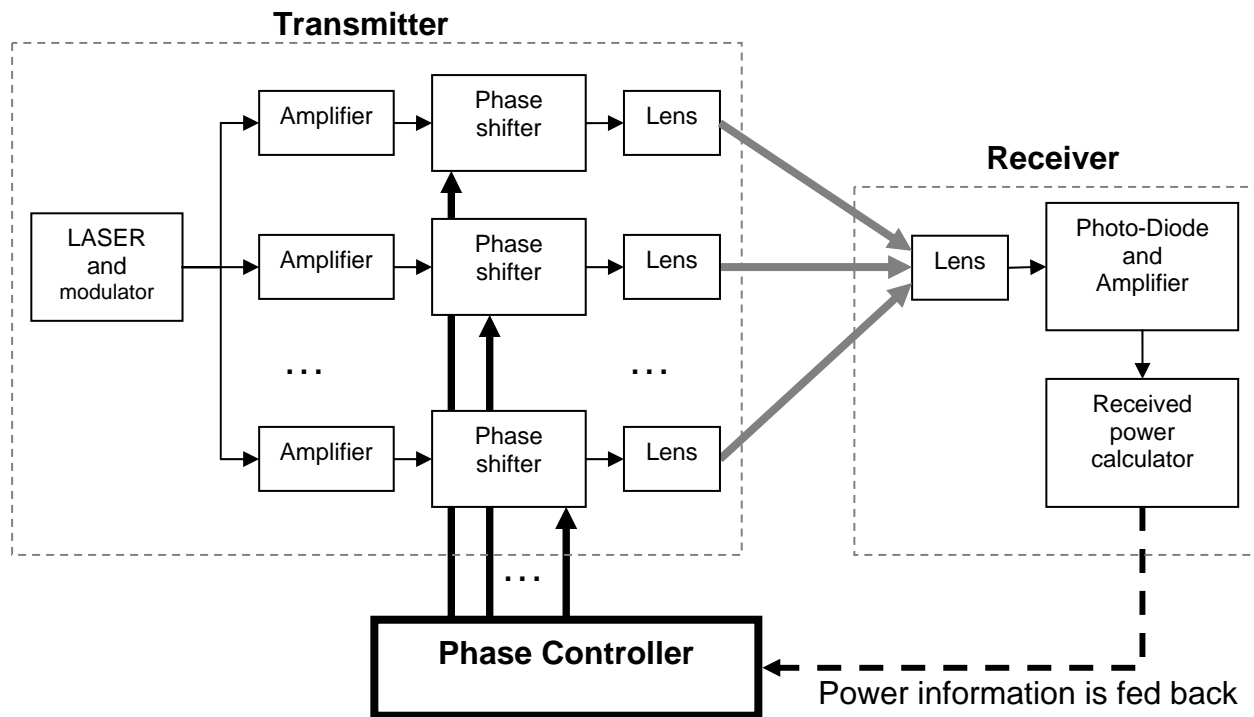 Transmitter
Amplifier
Phase
shifter
Lens
Receiver
LASER
and
modulator
Amplifier
Phase
shifter
Lens
Lens
Photo-Diode
and
Amplifier
...
...
Amplifier
Phase
shifter
Lens
Received
power
calculator
...
Phase Controller
Power information is fed back